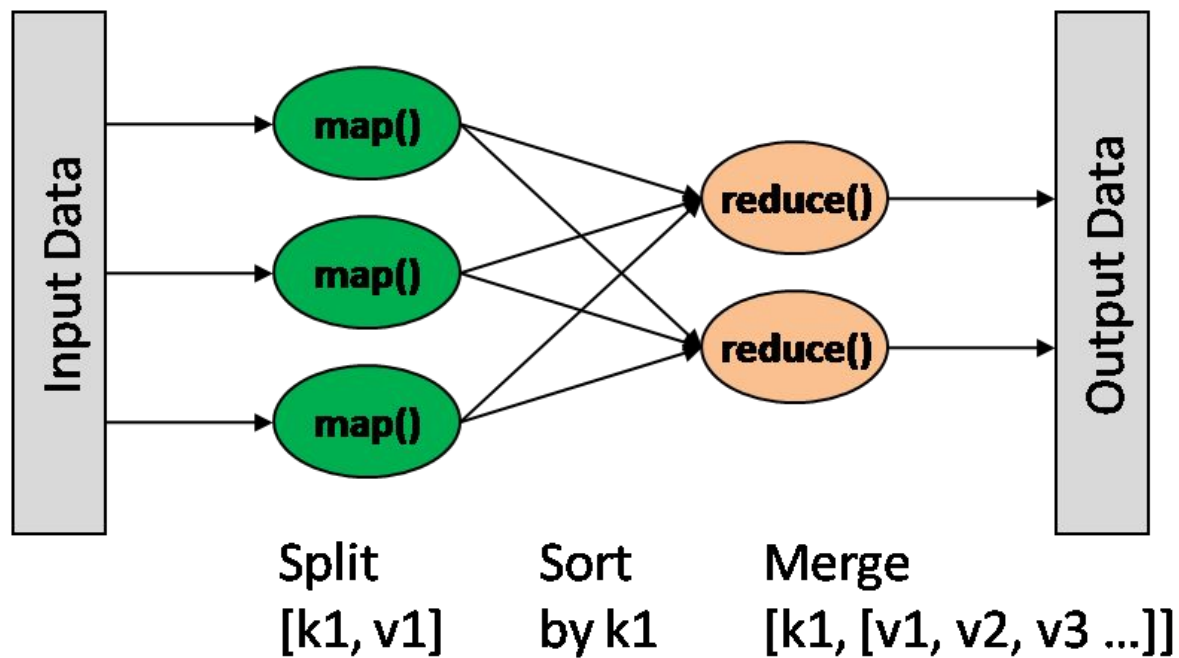 Input Data
map()
map()
map()
reduce()
reduce()
Output Data
Split
[k1, v1]
Sort
by k1
Merge
[k1, [v1, v2, v3 ...]]